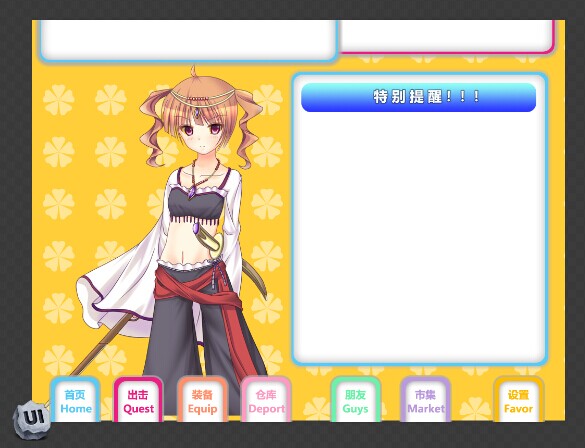 特别提醒!!!
首页
Home
出击
Quest
装备
Equip
仓库
Deport
朋友
Guys
市集
Market
设置
Favor
UI